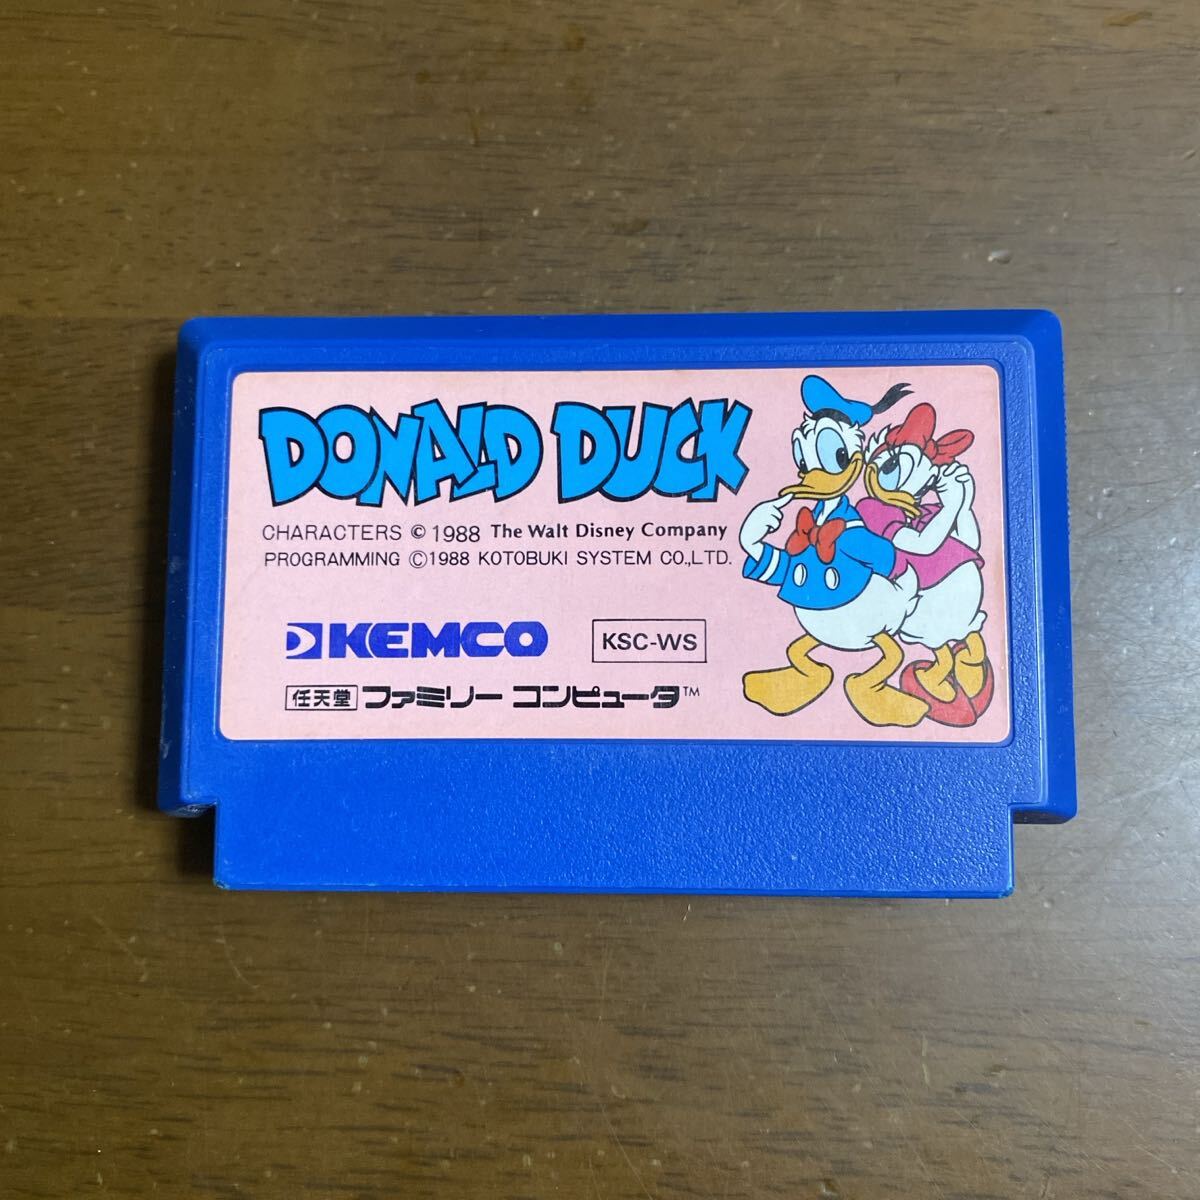 DONALD DUCK
CHARACTERS © 1988 The Walt Disney Company
PROGRAMMING ©1988 KOTOBUKI SYSTEM CO.,LTD.
KEMCO KSC-WS
任天堂 ファミリーコンピュータ™